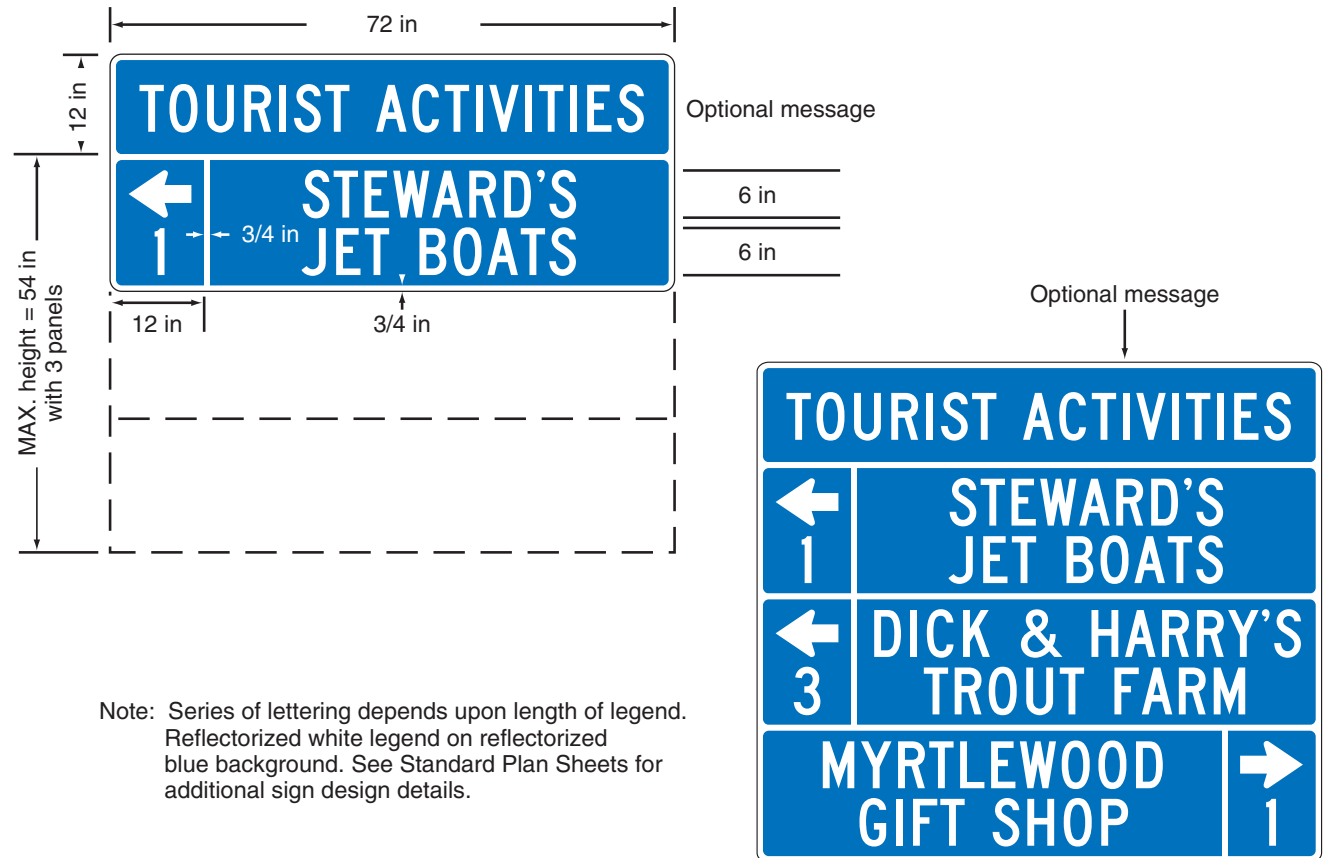 72 in
12 in
TOURIST ACTIVITIES
Optional message
STEWARD'S
JET BOATS
1
3/4 in
6 in
6 in
12 in
3/4 in
MAX. height = 54 in
with 3 panels
Optional message
TOURIST ACTIVITIES
STEWARD'S
1 JET BOATS
DICK & HARRY'S
3 TROUT FARM
MYRTLEWOOD
GIFT SHOP 1
Note: Series of lettering depends upon length of legend.
Reflectorized white legend on reflectorized
blue background. See Standard Plan Sheets for
additional sign design details.